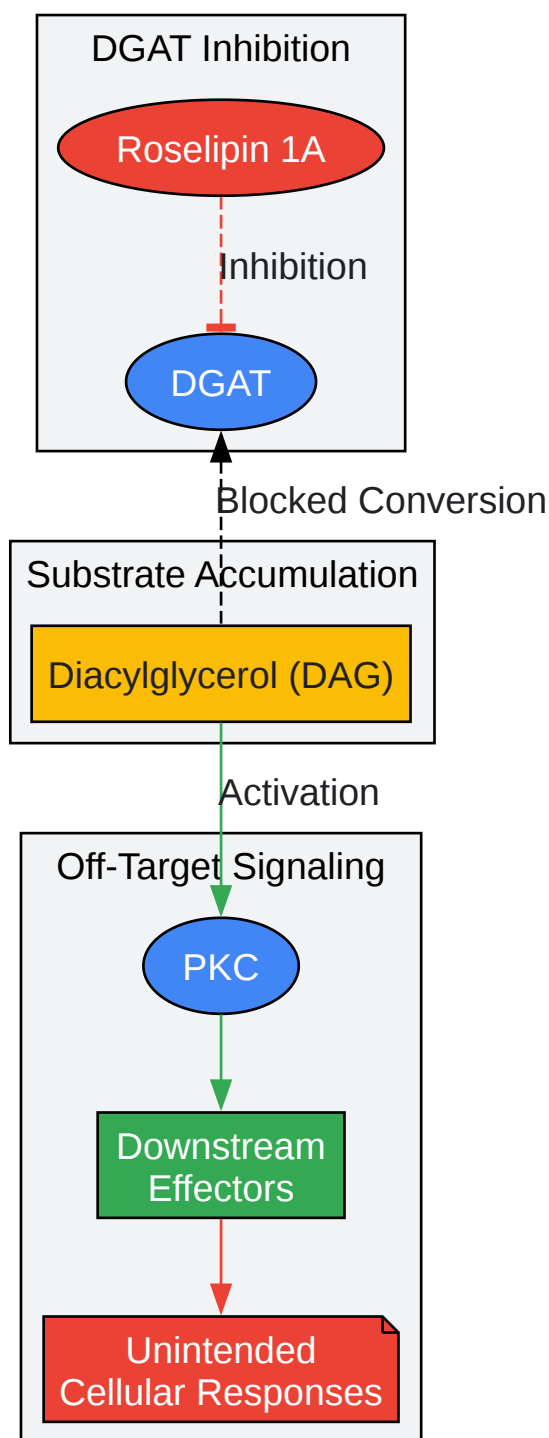 DGAT Inhibition
Roselipin 1A
Inhibition
DGAT
Blocked Conversion
Substrate Accumulation
Diacylglycerol (DAG)
Activation
Off-Target Signaling
PKC
Downstream
Effectors
Unintended
Cellular Responses